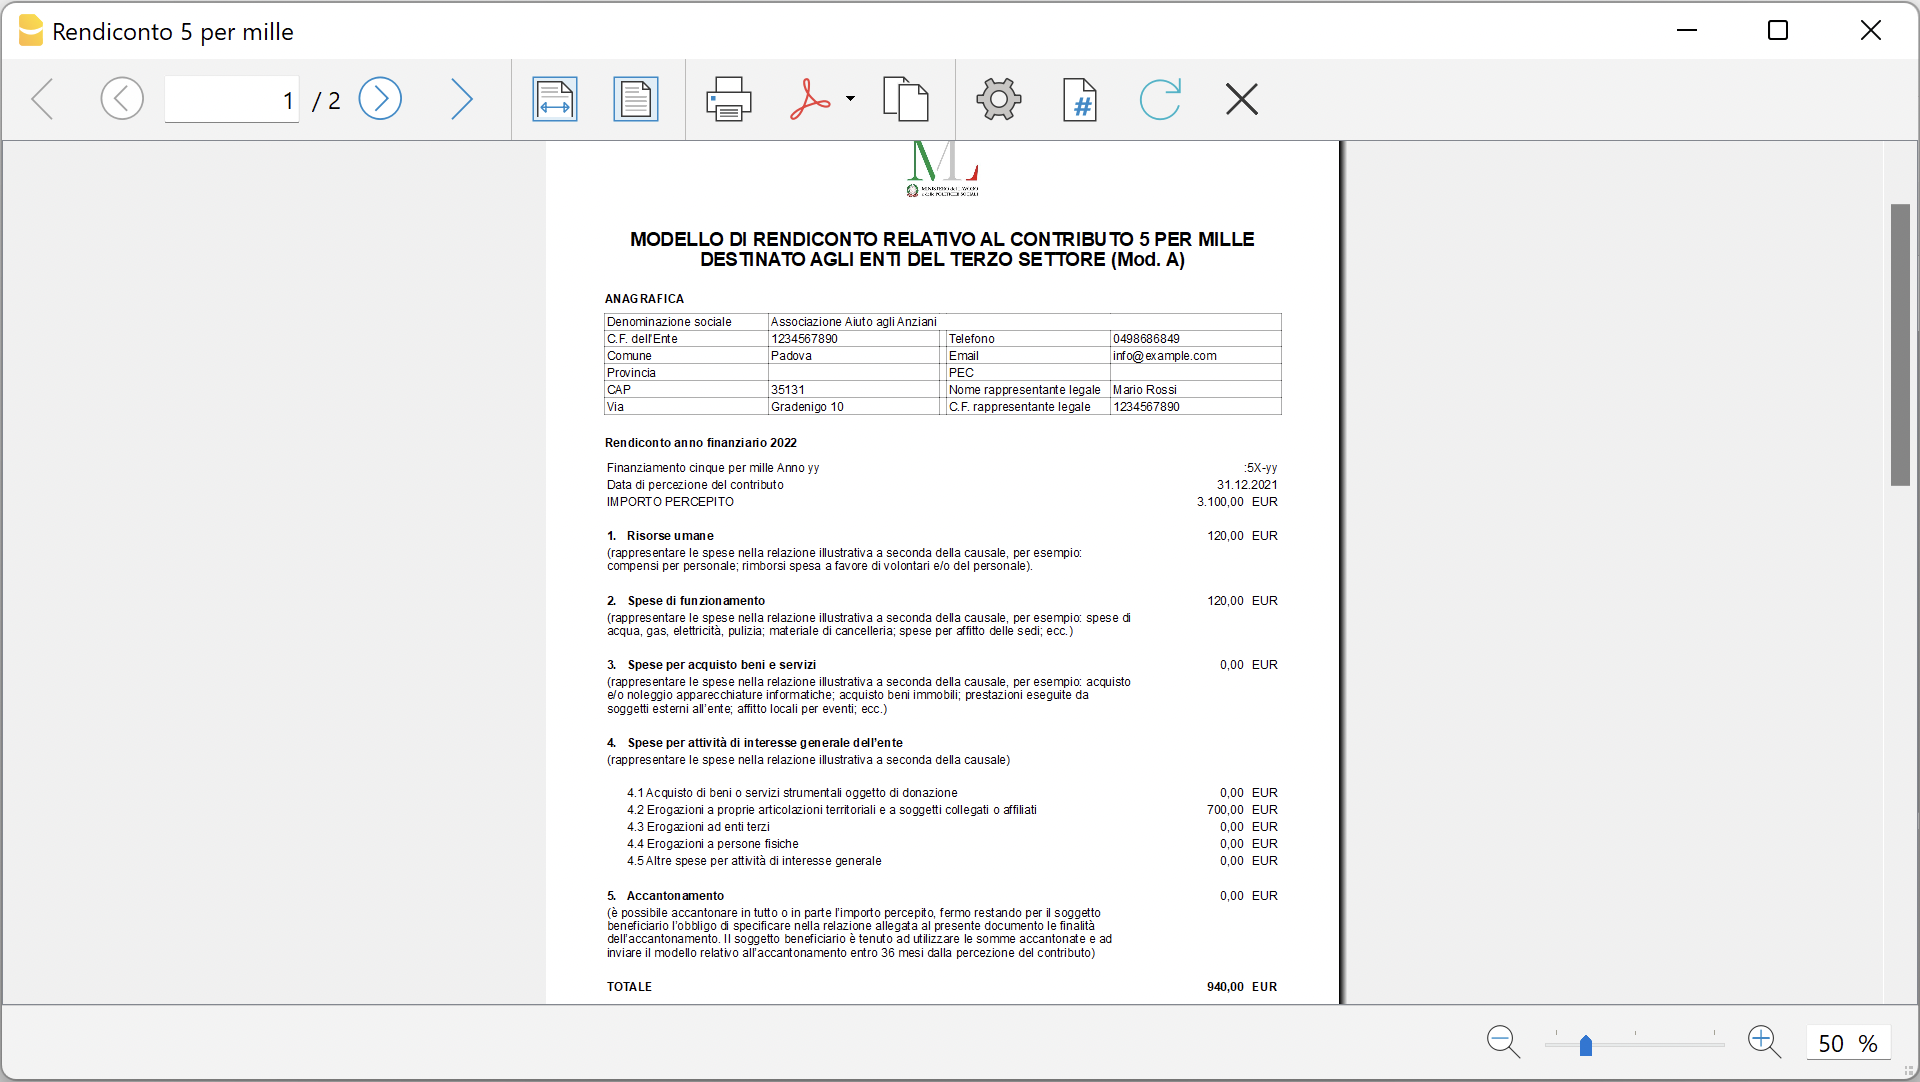 Rendiconto 5 per mille
1 / 2
#
ML
MODELLO DI RENDICONTO RELATIVO AL CONTRIBUTO 5 PER MILLE
DESTINATO AGLI ENTI DEL TERZO SETTORE (Mod. A)
ANAGRAFICA
Denominazione sociale Associazione Aiuto agli Anziani
C.F. dell'Ente 1234567890 Telefono 0498686849
Comune Padova Email info@example.com
Provincia PEC
CAP 35131 Nome rappresentante legale Mario Rossi
Via Gradenigo 10 C.F. rappresentante legale 1234567890
Rendiconto anno finanziario 2022
Finanziamento cinque per mille Anno yy :5X-yy
Data di percezione del contributo 31.12.2021
IMPORTO PERCEPITO 3.100,00 EUR
1. Risorse umane 120,00 EUR
(rappresentare le spese nella relazione illustrativa a seconda della causale, per esempio:
compensi per personale; rimborsi spesa a favore di volontari e/o del personale).
2. Spese di funzionamento 120,00 EUR
(rappresentare le spese nella relazione illustrativa a seconda della causale, per esempio: spese di
acqua, gas, elettricità, pulizia; materiale di cancelleria; spese per affitto delle sedi; ecc.)
3. Spese per acquisto beni e servizi 0,00 EUR
(rappresentare le spese nella relazione illustrativa a seconda della causale, per esempio: acquisto
e/o noleggio apparecchiature informatiche; acquisto beni immobili; prestazioni eseguite da
soggetti esterni all'ente; affitto locali per eventi; ecc.)
4. Spese per attività di interesse generale dell'ente
(rappresentare le spese nella relazione illustrativa a seconda della causale)
4.1 Acquisto di beni o servizi strumentali oggetto di donazione 0,00 EUR
4.2 Erogazioni a proprie articolazioni territoriali e a soggetti collegati o affiliati 700,00 EUR
4.3 Erogazioni ad enti terzi 0,00 EUR
4.4 Erogazioni a persone fisiche 0,00 EUR
4.5 Altre spese per attività di interesse generale 0,00 EUR
5. Accantonamento 0,00 EUR
(è possibile accantonare in tutto o in parte l'importo percepito, fermo restando per il soggetto
beneficiario l'obbligo di specificare nella relazione allegata al presente documento le finalità
dell'accantonamento. Il soggetto beneficiario è tenuto ad utilizzare le somme accantonate e ad
inviare il modello relativo all'accantonamento entro 36 mesi dalla percezione del contributo)
TOTALE 940,00 EUR
50 %